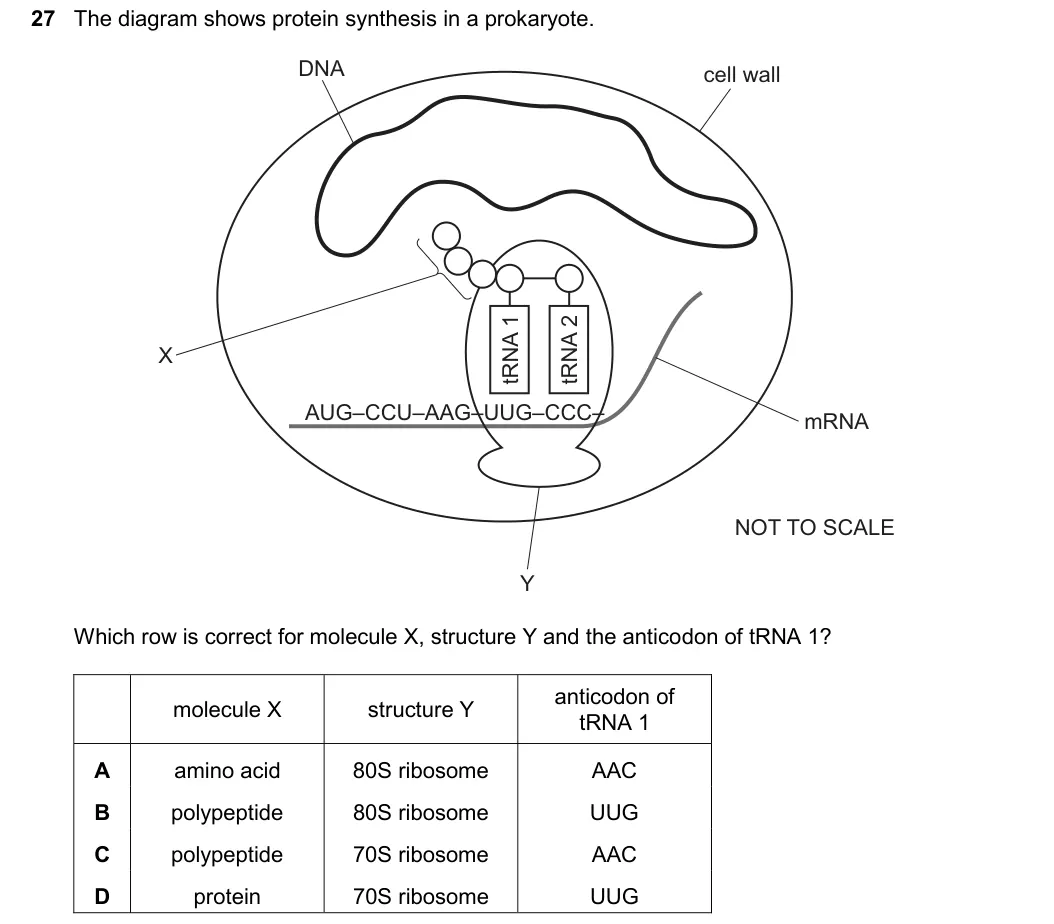 27 The diagram shows protein synthesis in a prokaryote.
DNA
cell wall
X
tRNA 1
tRNA 2
AUG–CCU–AAG–UUG–CCC–
mRNA
NOT TO SCALE
Y
Which row is correct for molecule X, structure Y and the anticodon of tRNA 1?
molecule X structure Y anticodon of
tRNA 1
A amino acid 80S ribosome AAC
B polypeptide 80S ribosome UUG
C polypeptide 70S ribosome AAC
D protein 70S ribosome UUG